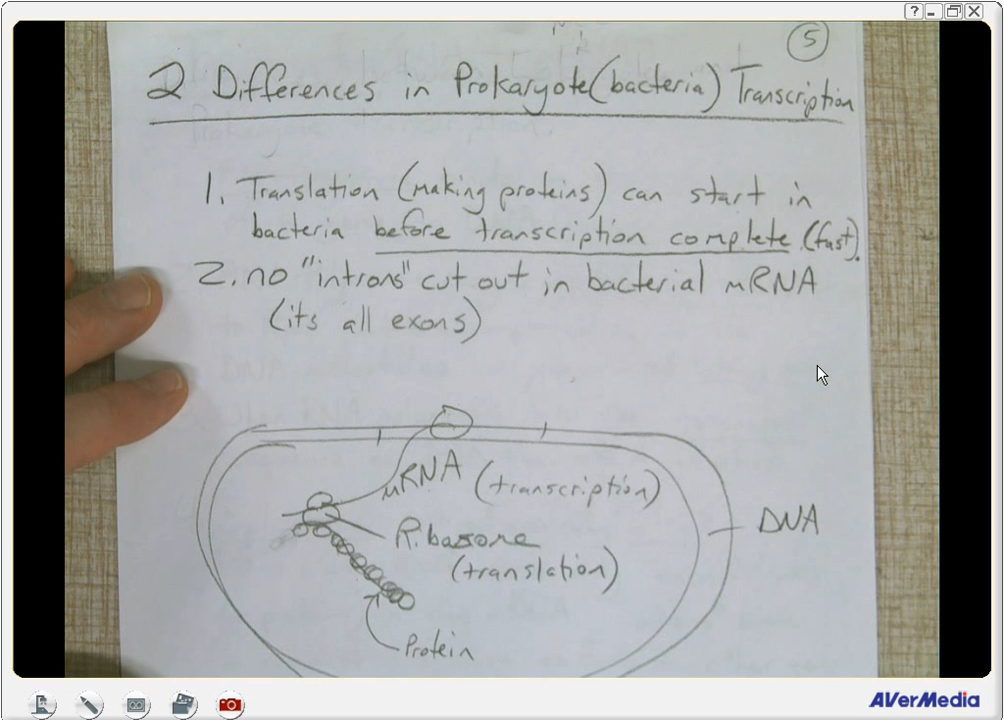 5
2 Differences in Prokaryote (bacteria) Transcription
1. Translation (making proteins) can start in
bacteria before transcription complete (fast).
2. no "introns" cut out in bacterial mRNA
(its all exons)
mRNA (transcription)
DNA
Ribosome
(translation)
Protein
AVerMedia